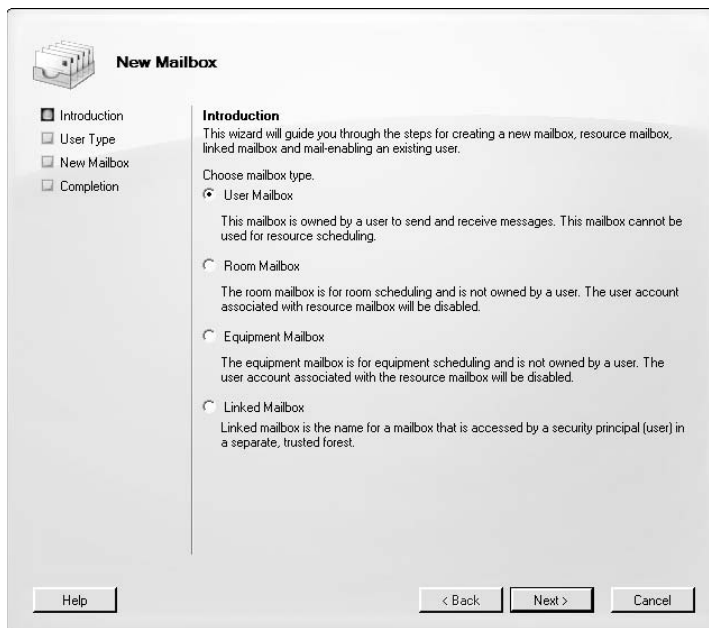 New Mailbox
Introduction
User Type
New Mailbox
Completion
Introduction
This wizard will guide you through the steps for creating a new mailbox, resource mailbox,
linked mailbox and mail-enabling an existing user.
Choose mailbox type.
User Mailbox
This mailbox is owned by a user to send and receive messages. This mailbox cannot be
used for resource scheduling.
Room Mailbox
The room mailbox is for room scheduling and is not owned by a user. The user account
associated with resource mailbox will be disabled.
Equipment Mailbox
The equipment mailbox is for equipment scheduling and is not owned by a user. The
user account associated with the resource mailbox will be disabled.
Linked Mailbox
Linked mailbox is the name for a mailbox that is accessed by a security principal (user) in
a separate, trusted forest.
Help
< Back
Next >
Cancel